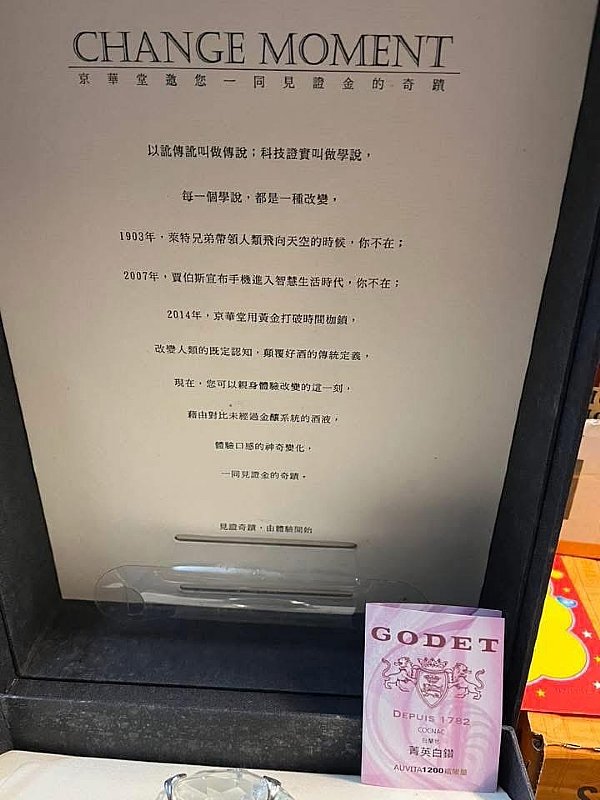 CHANGE MOMENT
京華堂邀您一同見證金的奇蹟
以訛傳訛叫做傳說；科技證實叫做學說，
每一個學說，都是一種改變，
1903年，萊特兄弟帶領人類飛向天空的時候，你不在；
2007年，賈伯斯宣布手機進入智慧生活時代，你不在；
2014年，京華堂用黃金打破時間枷鎖，
改變人類的既定認知，顛覆好酒的傳統定義，
現在，您可以親身體驗改變的這一刻，
藉由對比未經過金釀系統的酒液，
體驗口感的神奇變化，
一同見證金的奇蹟。
見證奇蹟，由體驗開始
GODET
DEPUIS 1782
COGNAC
菁英白鑽
AUVITA1200